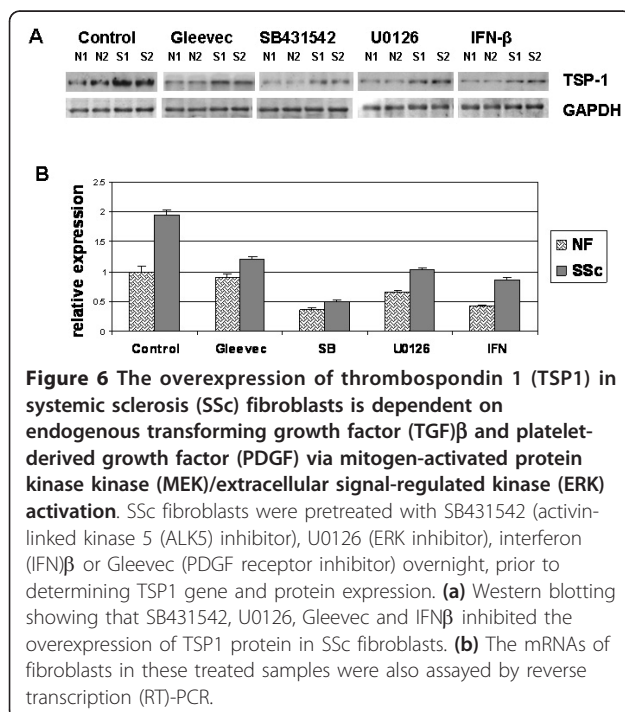 A
Control Gleevec SB431542 U0126 IFN-β
N1 N2 S1 S2 N1 N2 S1 S2 N1 N2 S1 S2 N1 N2 S1 S2 N1 N2 S1 S2
TSP-1
GAPDH
B
relative expression
2.5
2
1.5
1
0.5
0
Control Gleevec SB U0126 IFN
NF
SSc
Figure 6 The overexpression of thrombospondin 1 (TSP1) in
systemic sclerosis (SSc) fibroblasts is dependent on
endogenous transforming growth factor (TGF)β and platelet-
derived growth factor (PDGF) via mitogen-activated protein
kinase kinase (MEK)/extracellular signal-regulated kinase (ERK)
activation. SSc fibroblasts were pretreated with SB431542 (activin-
linked kinase 5 (ALK5) inhibitor), U0126 (ERK inhibitor), interferon
(IFN)β or Gleevec (PDGF receptor inhibitor) overnight, prior to
determining TSP1 gene and protein expression. (a) Western blotting
showing that SB431542, U0126, Gleevec and IFNβ inhibited the
overexpression of TSP1 protein in SSc fibroblasts. (b) The mRNAs of
fibroblasts in these treated samples were also assayed by reverse
transcription (RT)-PCR.